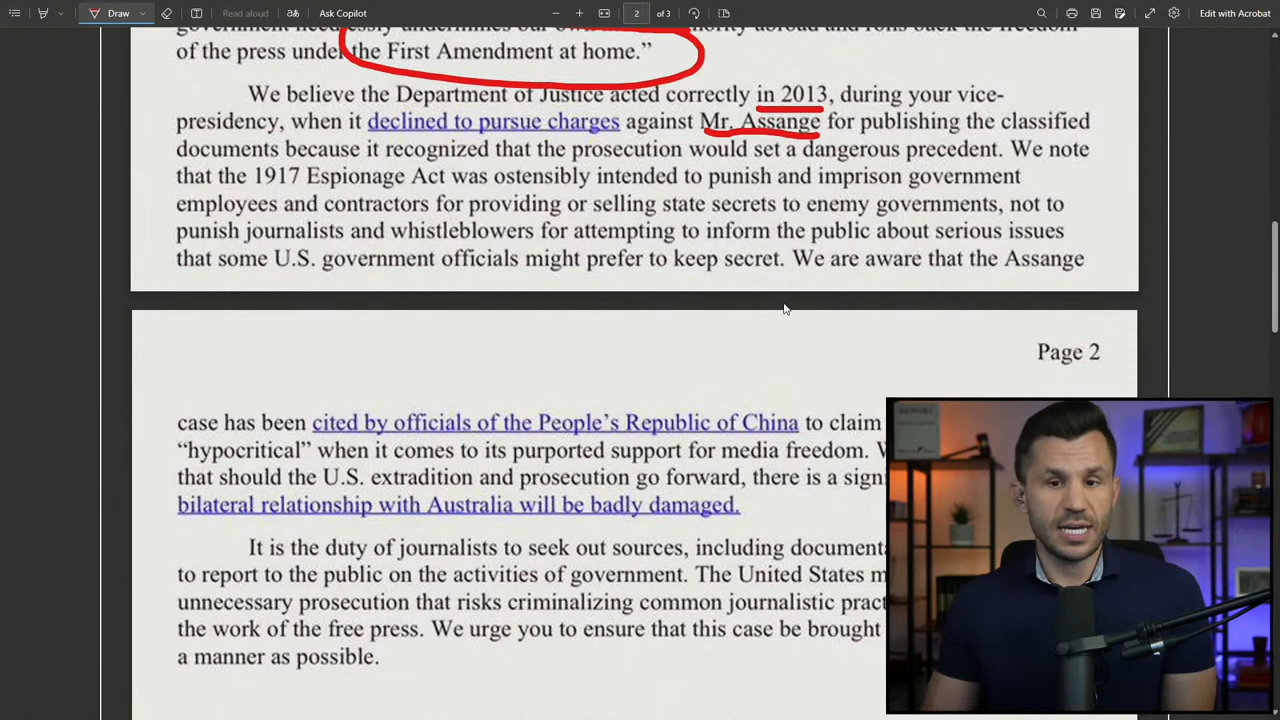 Draw
Read aloud
Ask Copilot
2 of 3
Edit with Acrobat
of the press under the First Amendment at home.”
We believe the Department of Justice acted correctly in 2013, during your vice-
presidency, when it declined to pursue charges against Mr. Assange for publishing the classified
documents because it recognized that the prosecution would set a dangerous precedent. We note
that the 1917 Espionage Act was ostensibly intended to punish and imprison government
employees and contractors for providing or selling state secrets to enemy governments, not to
punish journalists and whistleblowers for attempting to inform the public about serious issues
that some U.S. government officials might prefer to keep secret. We are aware that the Assange
Page 2
case has been cited by officials of the People’s Republic of China to claim
“hypocritical” when it comes to its purported support for media freedom.
that should the U.S. extradition and prosecution go forward, there is a
bilateral relationship with Australia will be badly damaged.
It is the duty of journalists to seek out sources, including
to report to the public on the activities of government. The United States
unnecessary prosecution that risks criminalizing common journalistic
the work of the free press. We urge you to ensure that this case be brought
a manner as possible.